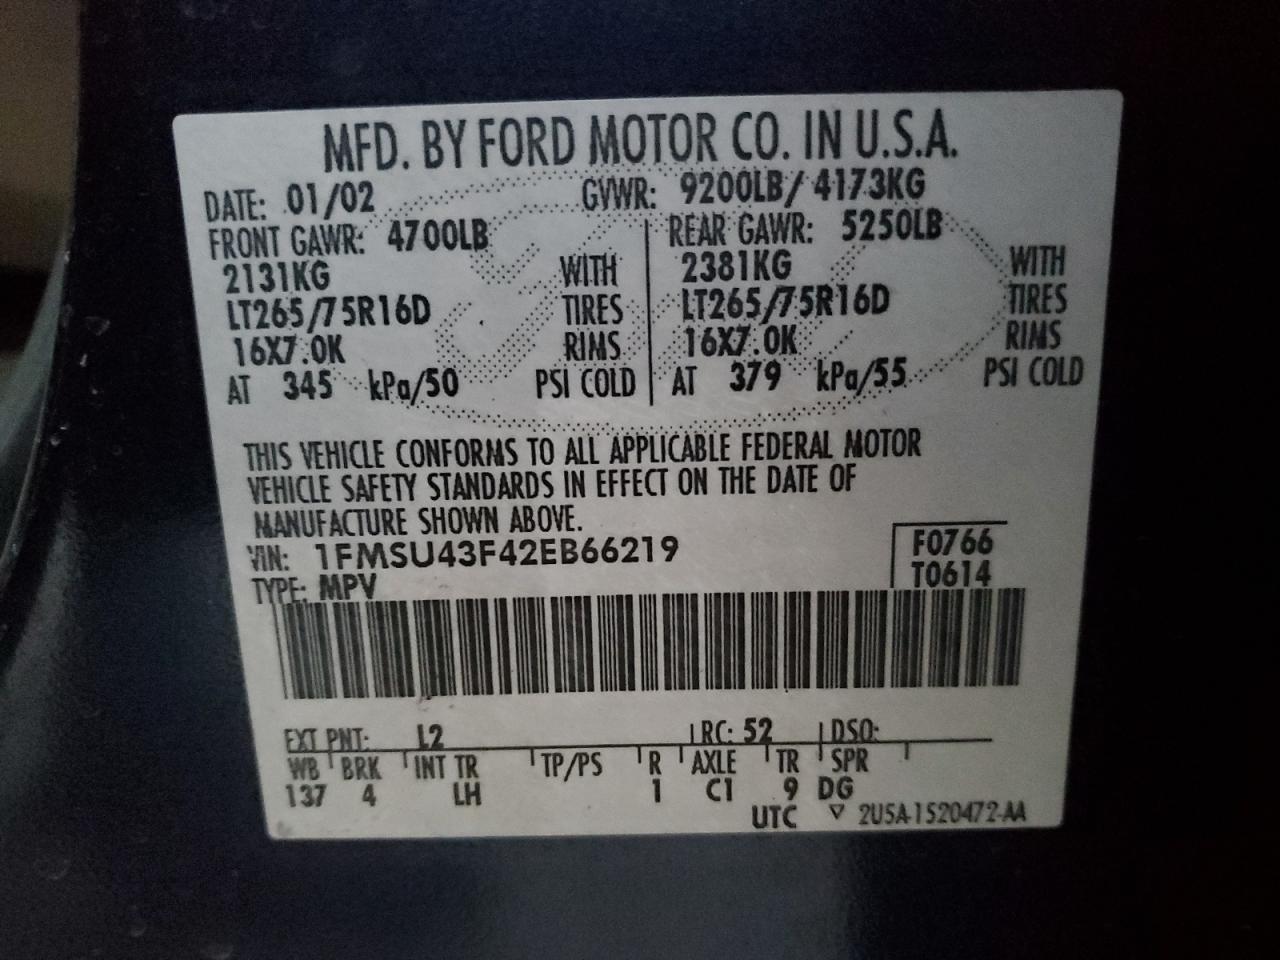 MFD. BY FORD MOTOR CO. IN U.S.A.
DATE: 01/02 GVWR: 9200LB/ 4173KG
FRONT GAWR: 4700LB REAR GAWR: 5250LB
2131KG WITH 2381KG WITH
LT265/75R16D TIRES LT265/75R16D TIRES
16X7.0K RIMS 16X7.0K RIMS
AT 345 kPa/50 PSI COLD AT 379 kPa/55 PSI COLD
THIS VEHICLE CONFORMS TO ALL APPLICABLE FEDERAL MOTOR
VEHICLE SAFETY STANDARDS IN EFFECT ON THE DATE OF
MANUFACTURE SHOWN ABOVE.
VIN: 1FMSU43F42EB66219 F0766
TYPE: MPV T0614
EXT PNT: L2 RC: 52 DSO:
WB BRK INT TR TP/PS R AXLE TR SPR
137 4 LH 1 C1 9 DG
UTC ▽ 2U5A-1520472-AA